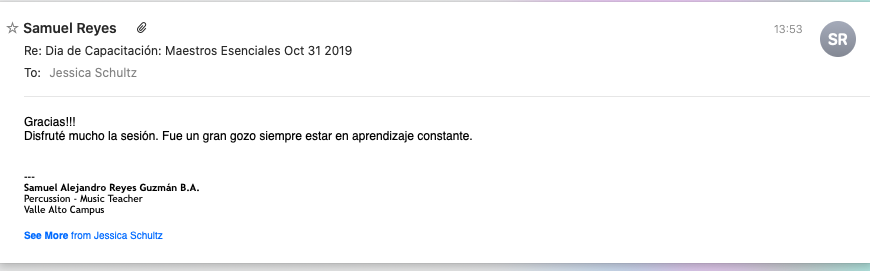 Samuel Reyes
13:53
SR
Re: Dia de Capacitación: Maestros Esenciales Oct 31 2019
To: Jessica Schultz
Gracias!!!
Disfruté mucho la sesión. Fue un gran gozo siempre estar en aprendizaje constante.
---
Samuel Alejandro Reyes Guzmán B.A.
Percussion - Music Teacher
Valle Alto Campus
See More from Jessica Schultz